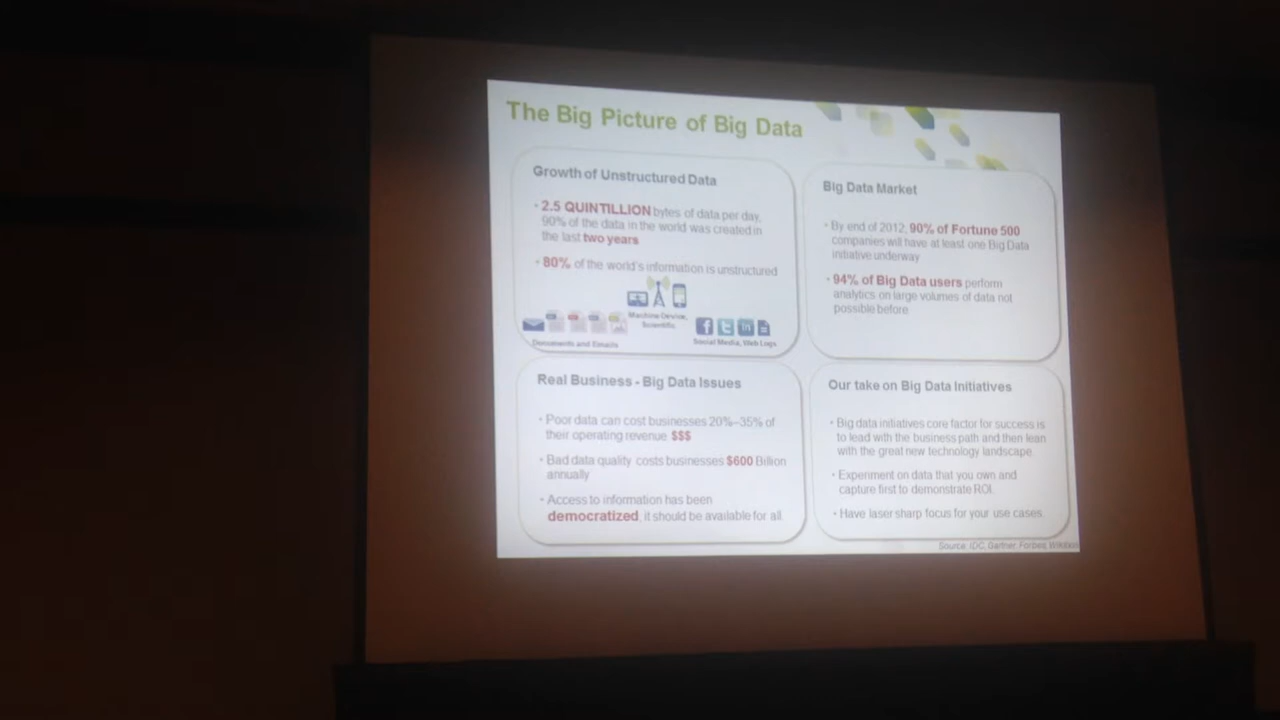 The Big Picture of Big Data
Growth of Unstructured Data
• 2.5 QUINTILLION bytes of data per day,
90% of the data in the world was created in
the last two years
• 80% of the world's information is unstructured
Machine Device,
Scientific,
Documents and Emails
f t in
Social Media, Web Logs
Big Data Market
• By end of 2012, 90% of Fortune 500
companies will have at least one Big Data
initiative underway
• 94% of Big Data users perform
analytics on large volumes of data not
possible before
Real Business - Big Data Issues
• Poor data can cost businesses 20%–35% of
their operating revenue $$$
• Bad data quality costs businesses $600 Billion
annually
• Access to information has been
democratized, it should be available for all.
Our take on Big Data Initiatives
• Big data initiatives core factor for success is
to lead with the business path and then lean
with the great new technology landscape.
• Experiment on data that you own and
capture first to demonstrate ROI.
• Have laser sharp focus for your use cases.
Source: IDC, Gartner, Forbes,